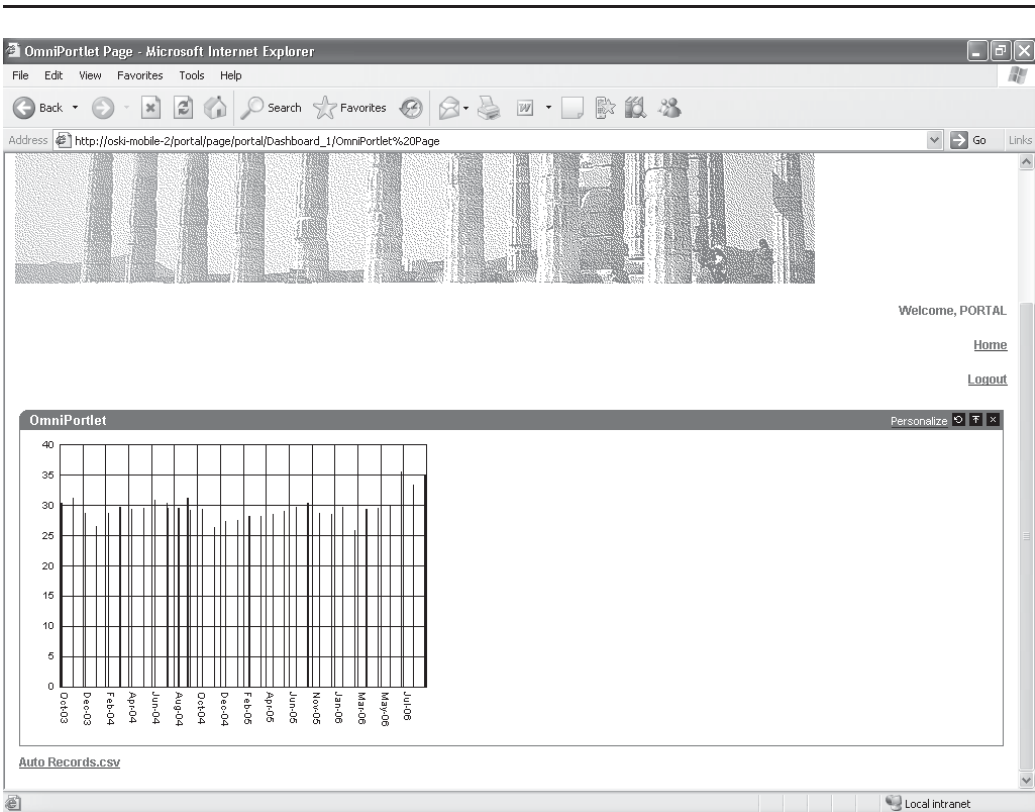 OmniPortlet Page - Microsoft Internet Explorer
File Edit View Favorites Tools Help
Back Search Favorites
Address http://oski-mobile-2/portal/page/portal/Dashboard_1/OmniPortlet%20Page Go Links
Welcome, PORTAL
Home
Logout
OmniPortlet Personalize
40
35
30
25
20
15
10
5
0
Oct-03 Dec-03 Feb-04 Apr-04 Jun-04 Aug-04 Oct-04 Dec-04 Feb-05 Apr-05 Jun-05 Nov-05 Jan-06 Mar-06 May-06 Jul-06
Auto Records.csv
Local intranet